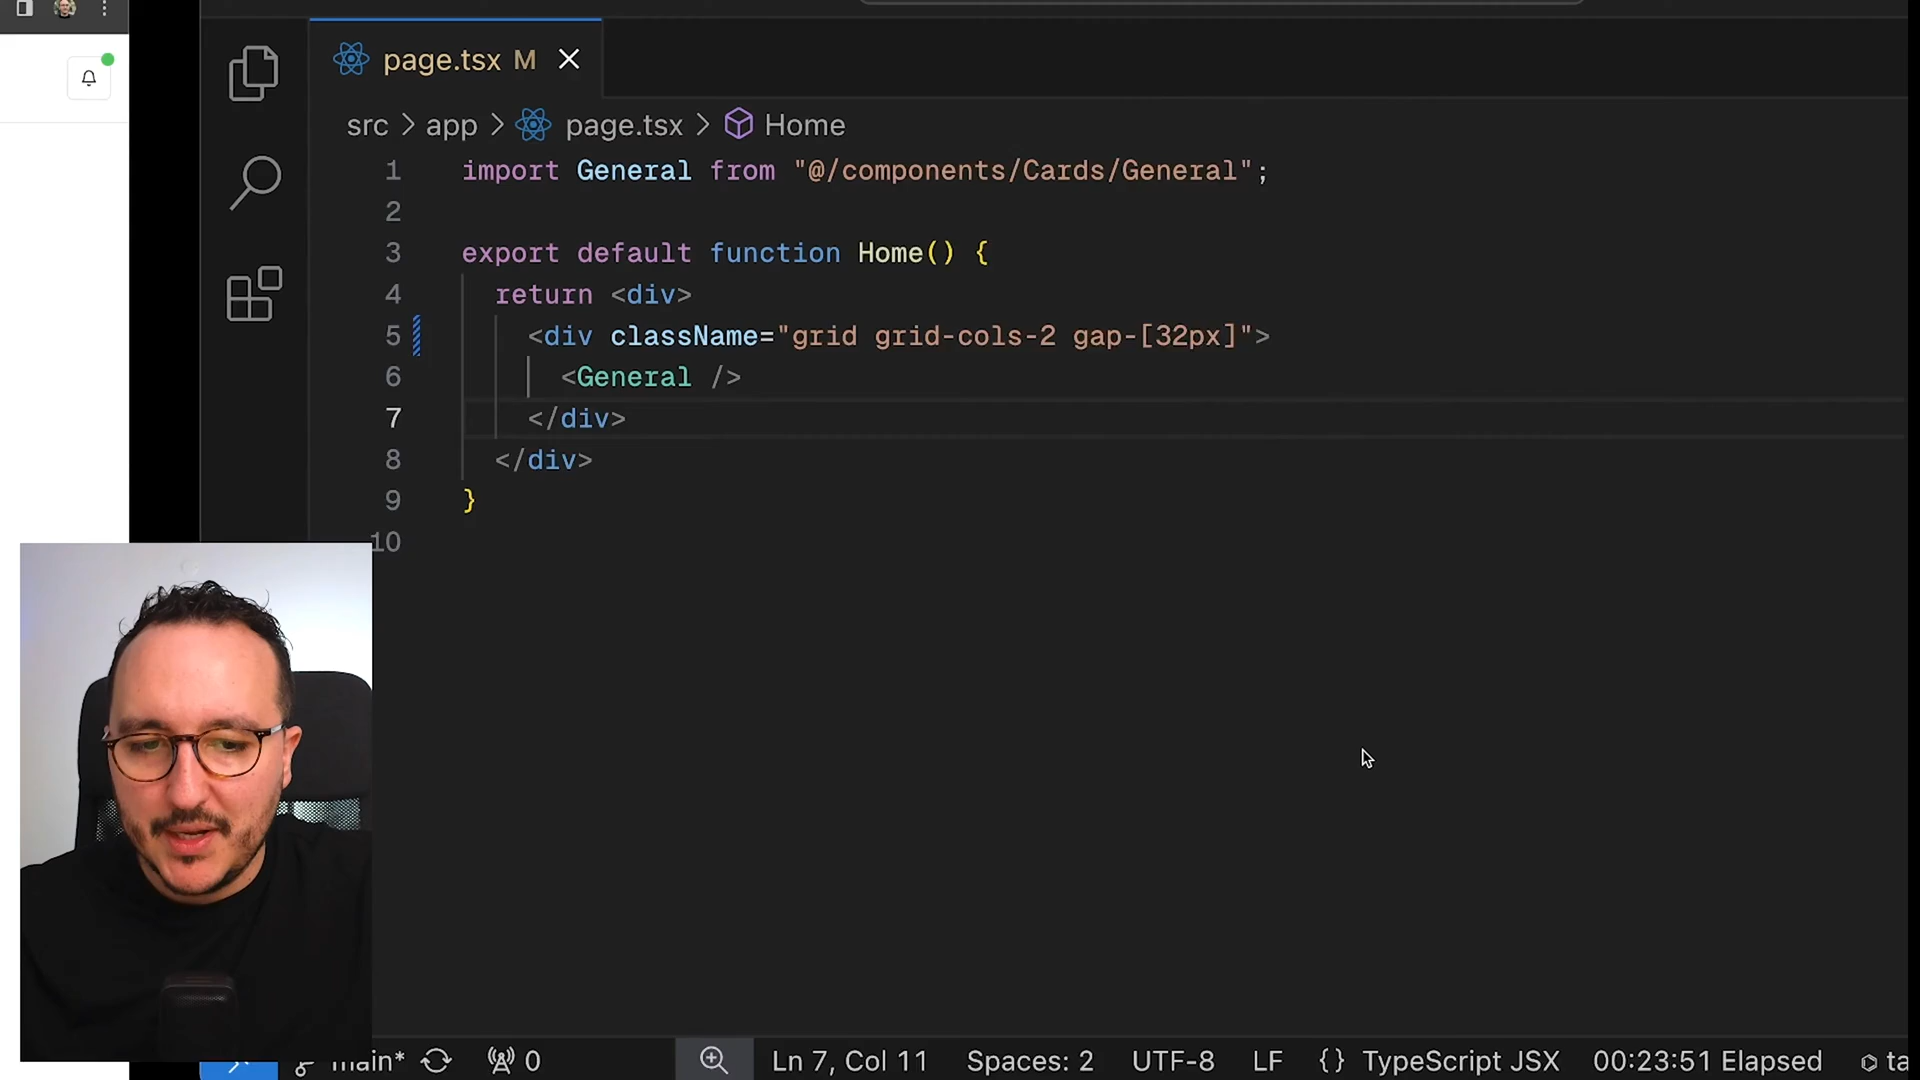 page.tsx M
src > app > page.tsx > Home
1 import General from "@/components/Cards/General";
2
3 export default function Home() {
4 return <div>
5 <div className="grid grid-cols-2 gap-[32px]">
6 <General />
7 </div>
8 </div>
9 }
10
main* 0 Ln 7, Col 11 Spaces: 2 UTF-8 LF {} TypeScript JSX 00:23:51 Elapsed ta